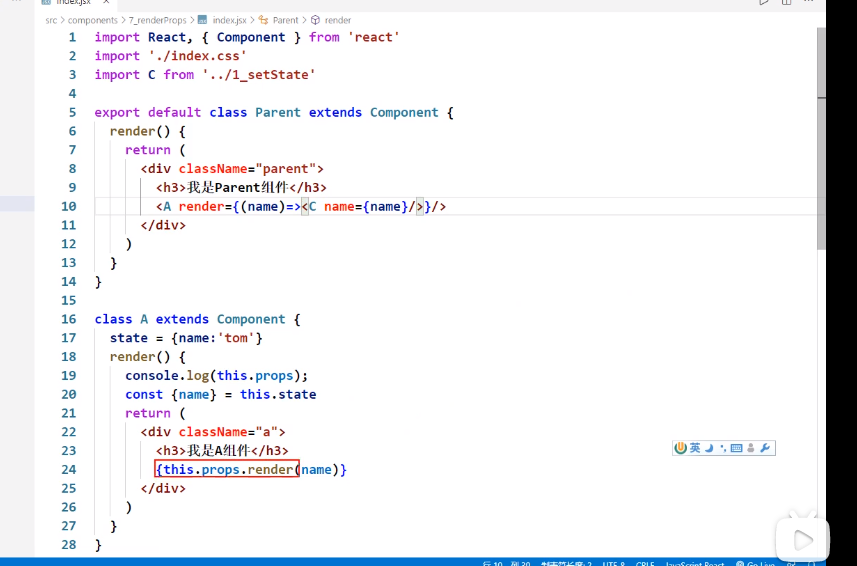 index.jsx ×
src > components > 7_renderProps > index.jsx > Parent > render
1 import React, { Component } from 'react'
2 import './index.css'
3 import C from '../1_setState'
4
5 export default class Parent extends Component {
6 render() {
7 return (
8 <div className="parent">
9 <h3>我是Parent组件</h3>
10 <A render={(name)=><C name={name}/>}/>
11 </div>
12 )
13 }
14 }
15
16 class A extends Component {
17 state = {name:'tom'}
18 render() {
19 console.log(this.props);
20 const {name} = this.state
21 return (
22 <div className="a">
23 <h3>我是A组件</h3>
英
24 {this.props.render(name)}
25 </div>
26 )
27 }
28 }
行 10, 列 30 制表符长度: 2 UTF-8 CRLF JavaScript React Go Live